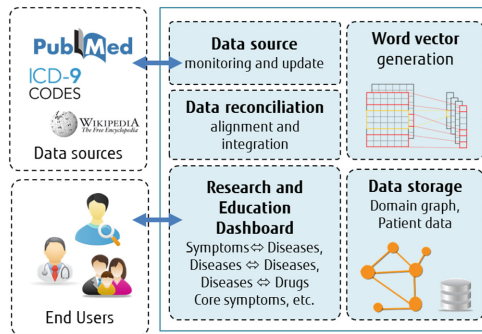 PubMed
ICD-9
CODES
WIKIPEDIA
The Free Encyclopedia
Data sources
End Users
Data source
monitoring and update
Data reconciliation
alignment and
integration
Research and
Education
Dashboard
Symptoms⇔ Diseases,
Diseases ⇔ Diseases,
Diseases ⇔ Drugs
Core symptoms, etc.
Word vector
generation
Data storage
Domain graph,
Patient data